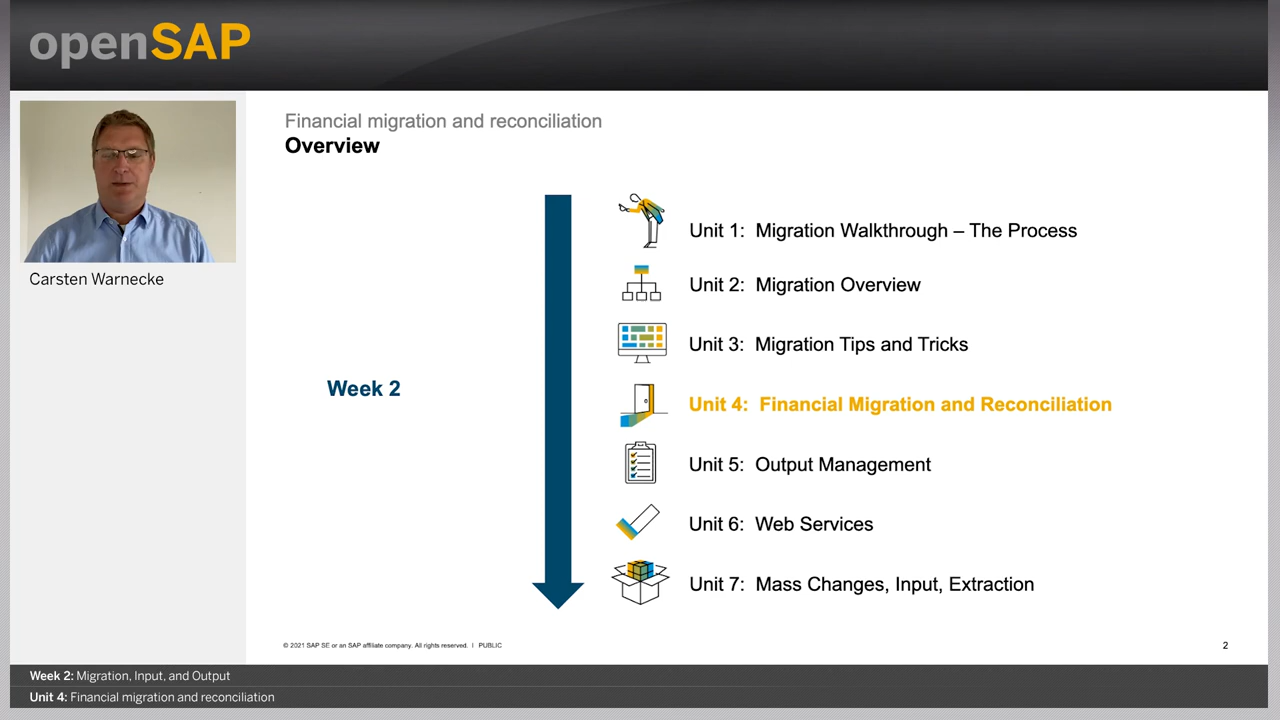 openSAP
Financial migration and reconciliation
Overview
Carsten Warnecke
Week 2
Unit 1: Migration Walkthrough – The Process
Unit 2: Migration Overview
Unit 3: Migration Tips and Tricks
Unit 4: Financial Migration and Reconciliation
Unit 5: Output Management
Unit 6: Web Services
Unit 7: Mass Changes, Input, Extraction
© 2021 SAP SE or an SAP affiliate company. All rights reserved. | PUBLIC
2
Week 2: Migration, Input, and Output
Unit 4: Financial migration and reconciliation